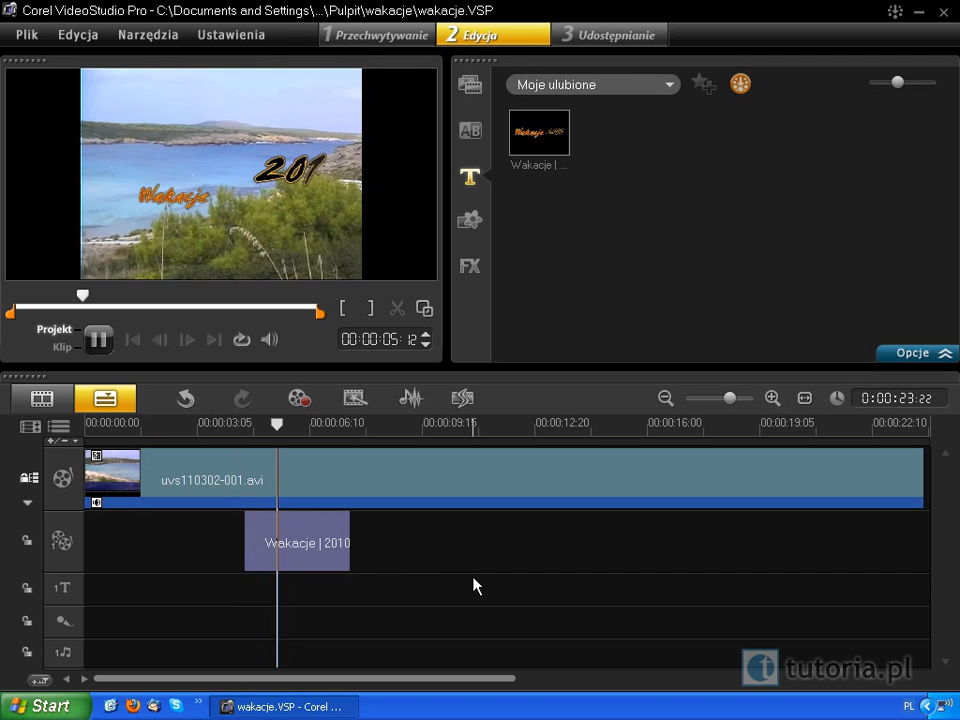 Corel VideoStudio Pro - C:\Documents and Settings\...\Pulpit\wakacje\wakacje.VSP
Plik Edycja Narzędzia Ustawienia 1 Przechwytywanie 2 Edycja 3 Udostępnianie
Moje ulubione
201
Wakacje
Wakacje
Wakacje | ...
AB
T
FX
Projekt
Klip
[ ]
00:00:05:12
Opcje
0:00:23:22
00:00:00:00 00:00:03:05 00:00:06:10 00:00:09:15 00:00:12:20 00:00:16:00 00:00:19:05 00:00:22:10
+/-
uvs110302-001.avi
Wakacje | 2010
1T
1
tutoria.pl
Start
wakacje.VSP - Corel ...
PL